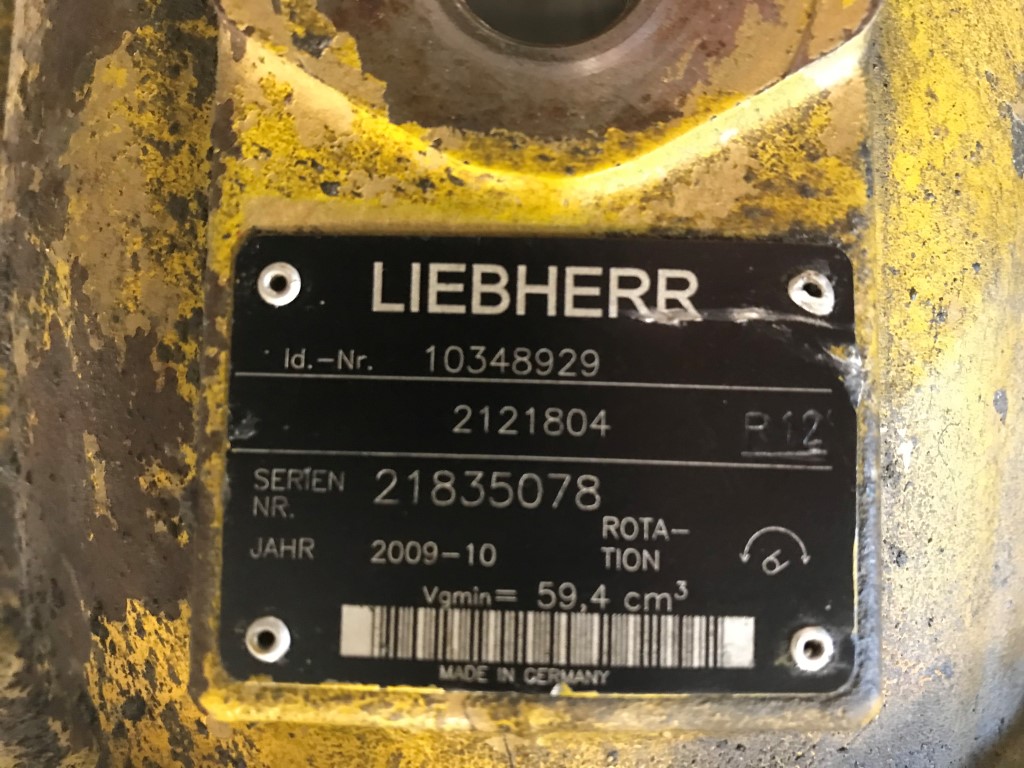 LIEBHERR
Id.-Nr. 10348929
2121804 R12
SERIEN NR. 21835078
JAHR 2009-10 ROTA-
TION
Vgmin= 59,4 cm³
MADE IN GERMANY